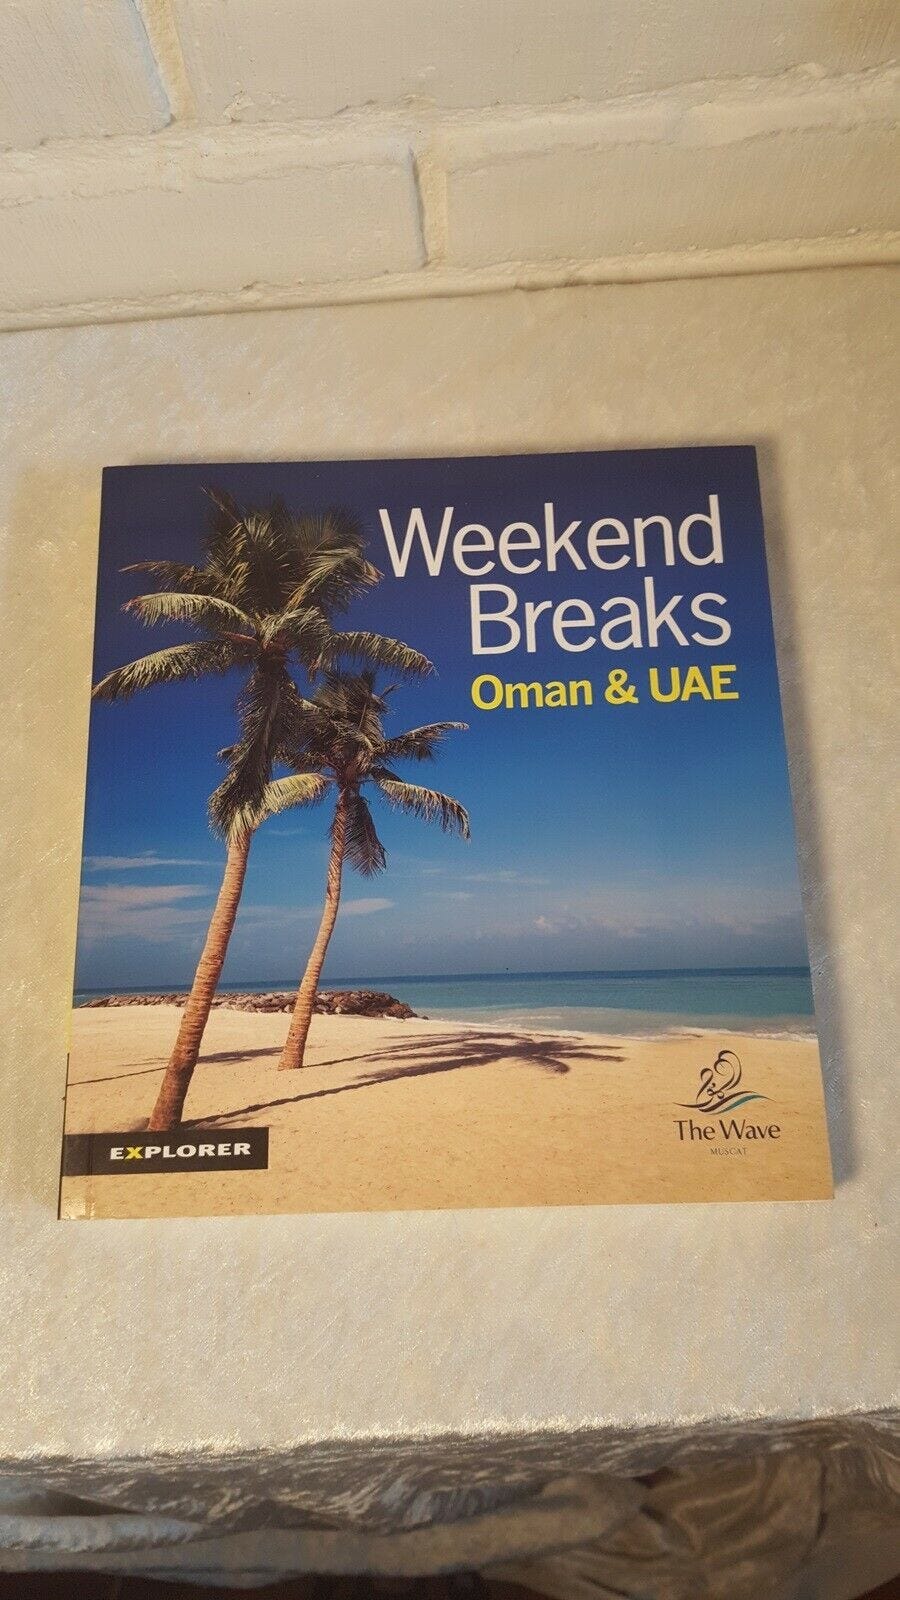 Weekend
Breaks
Oman & UAE
EXPLORER
The Wave
MUSCAT